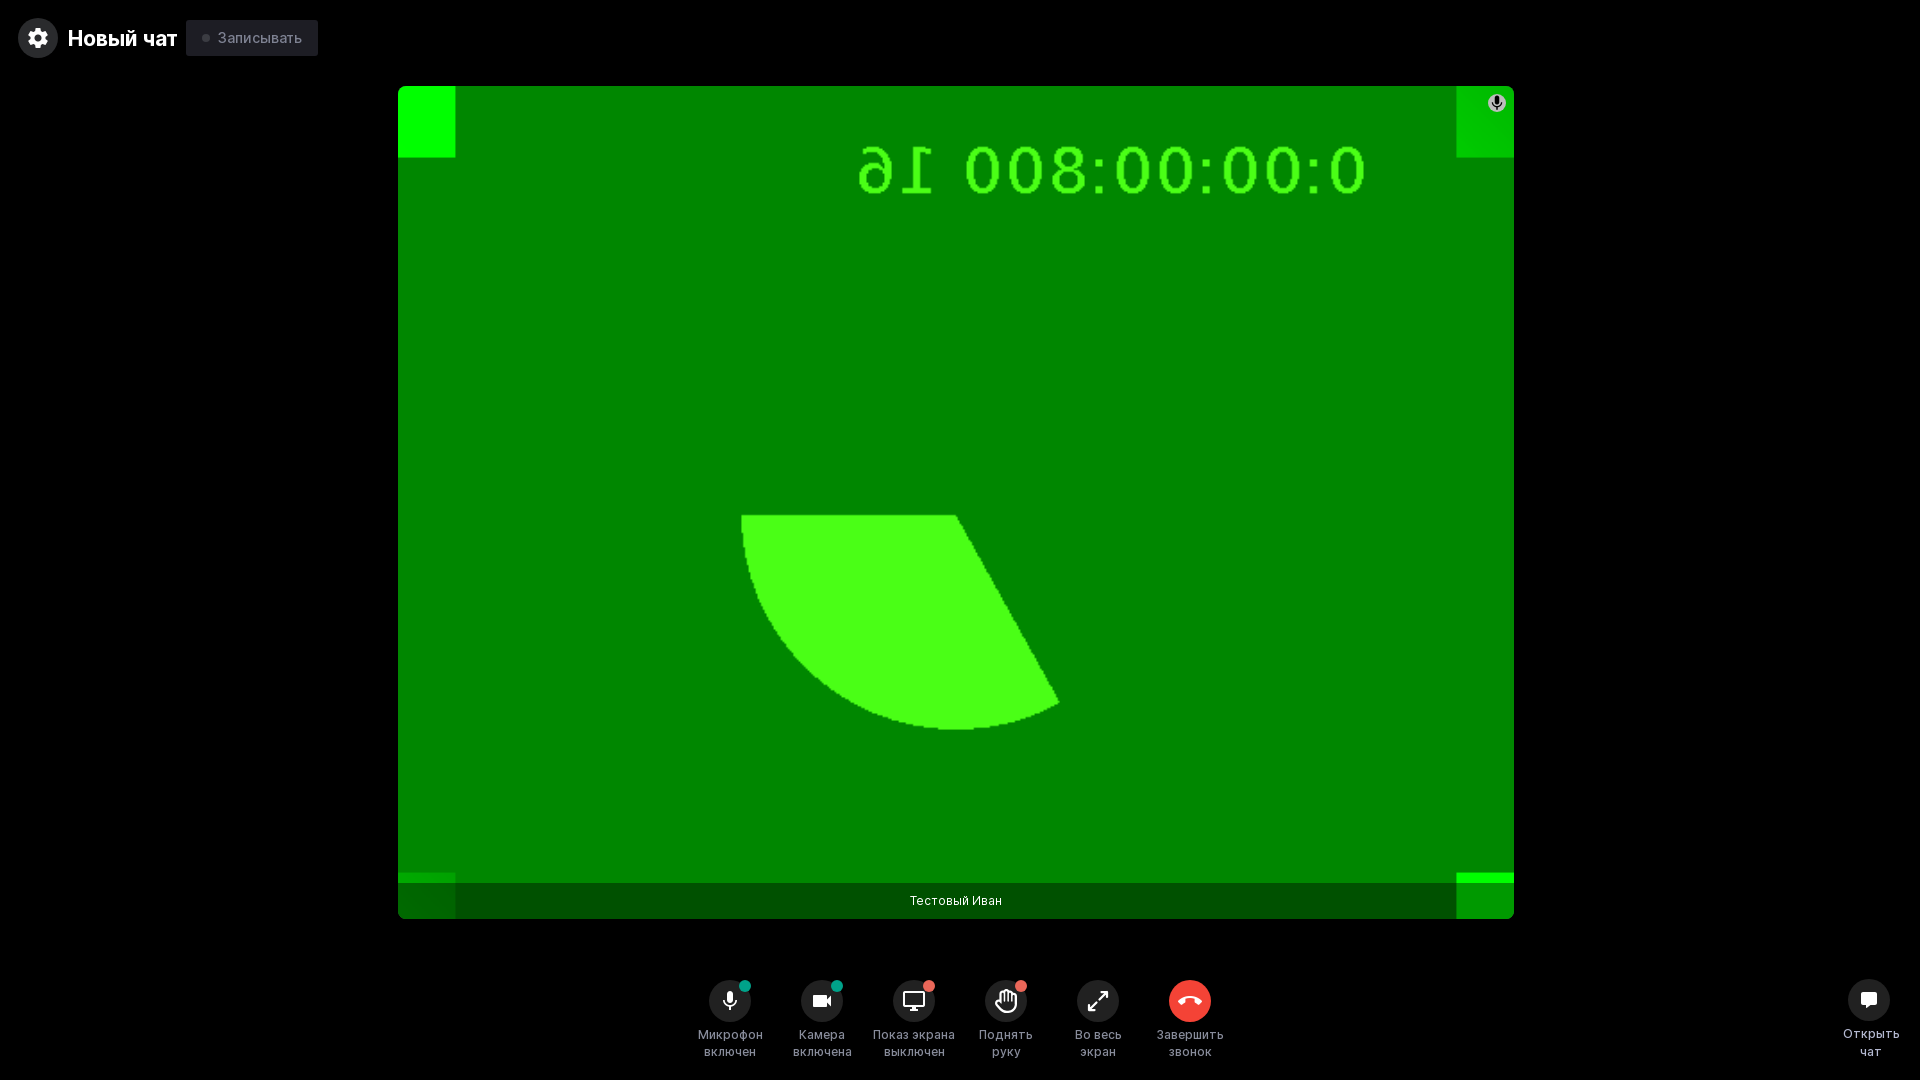 Новый чат
Записывать
0:00:00:800 16
Тестовый Иван
Микрофон включен
Камера включена
Показ экрана выключен
Поднять руку
Во весь экран
Завершить звонок
Открыть чат